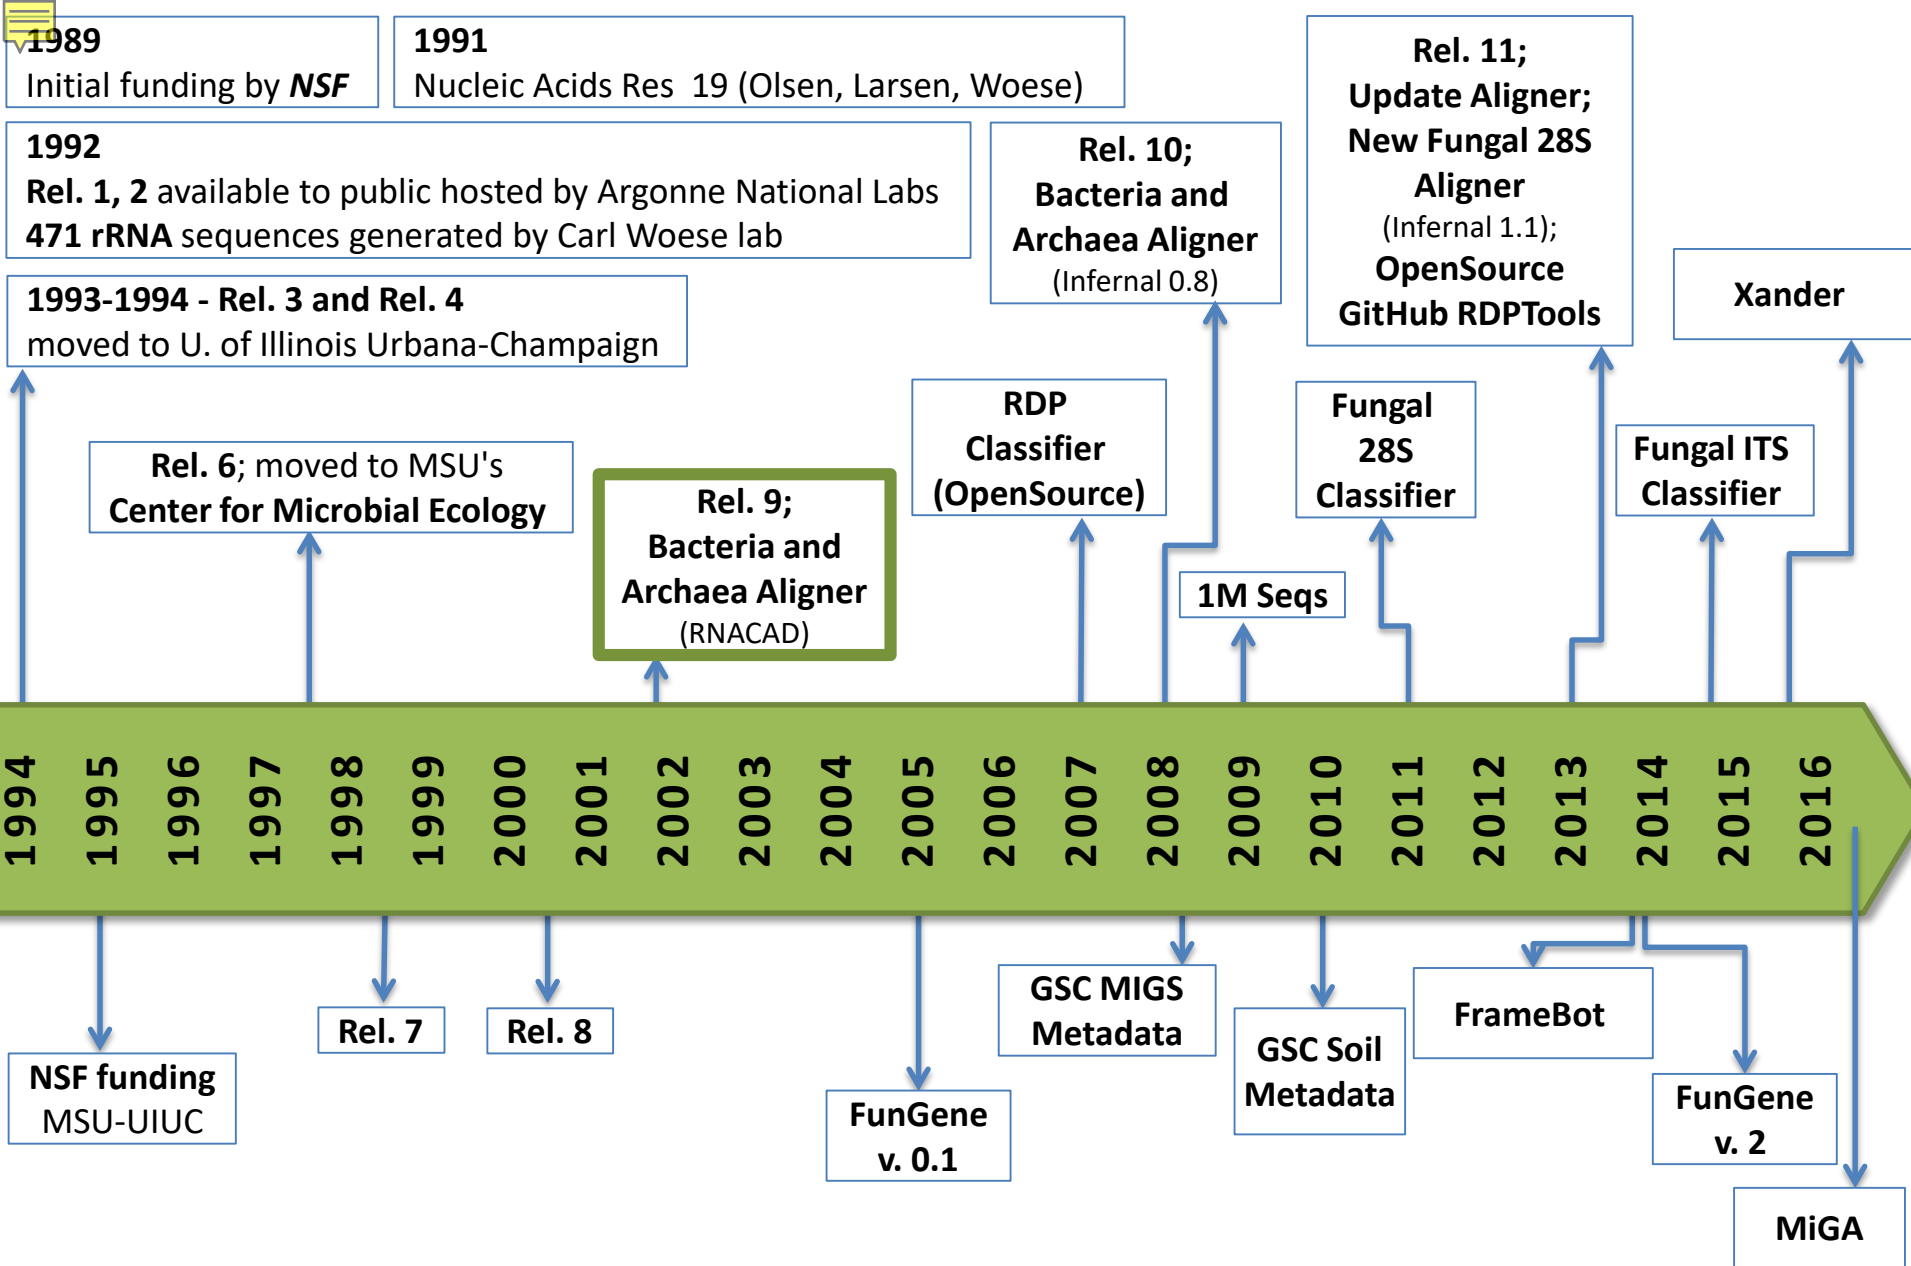 1989
Initial funding by NSF
1991
Nucleic Acids Res  19 (Olsen, Larsen, Woese)
1992
Rel. 1, 2 available to public hosted by Argonne National Labs
471 rRNA sequences generated by Carl Woese lab
1993-1994 - Rel. 3 and Rel. 4
moved to U. of Illinois Urbana-Champaign
Rel. 6; moved to MSU's
Center for Microbial Ecology
Rel. 9;
Bacteria and
Archaea Aligner
(RNACAD)
RDP
Classifier
(OpenSource)
Rel. 10;
Bacteria and
Archaea Aligner
(Infernal 0.8)
1M Seqs
Fungal
28S
Classifier
Rel. 11;
Update Aligner;
New Fungal 28S
Aligner
(Infernal 1.1);
OpenSource
GitHub RDPTools
Fungal ITS
Classifier
Xander
1994
1995
1996
1997
1998
1999
2000
2001
2002
2003
2004
2005
2006
2007
2008
2009
2010
2011
2012
2013
2014
2015
2016
NSF funding
MSU-UIUC
Rel. 7
Rel. 8
FunGene
v. 0.1
GSC MIGS
Metadata
GSC Soil
Metadata
FrameBot
FunGene
v. 2
MiGA